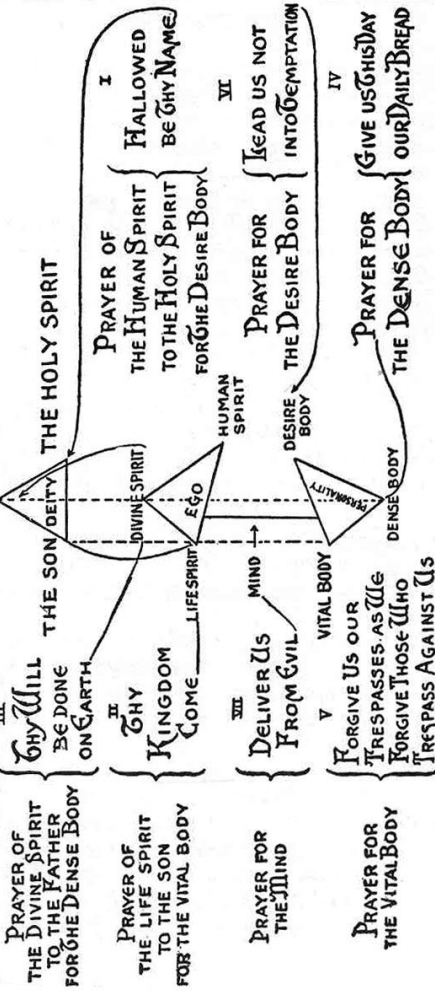 PRAYER OF
THE DIVINE SPIRIT
TO THE FATHER
FOR THE DENSE BODY
III
THY WILL
BE DONE
ON EARTH
THE SON
DEITY
THE HOLY SPIRIT
PRAYER OF
THE LIFE SPIRIT
TO THE SON
FOR THE VITAL BODY
II
THY
KINGDOM
COME
DIVINE SPIRIT
EGO
LIFE SPIRIT
HUMAN
SPIRIT
PRAYER OF
THE HUMAN SPIRIT
TO THE HOLY SPIRIT
FOR THE DESIRE BODY
I
HALLOWED
BE THY NAME
PRAYER FOR
THE MIND
VII
DELIVER US
FROM EVIL
MIND
PRAYER FOR
THE DESIRE BODY
VI
LEAD US NOT
INTO TEMPTATION
PRAYER FOR
THE VITAL BODY
V
FORGIVE US OUR
TRESPASSES, AS WE
FORGIVE THOSE WHO
TRESPASS AGAINST US
VITAL BODY
DESIRE
BODY
PERSONALITY
DENSE BODY
PRAYER FOR
THE DENSE BODY
IV
GIVE US THIS DAY
OUR DAILY BREAD